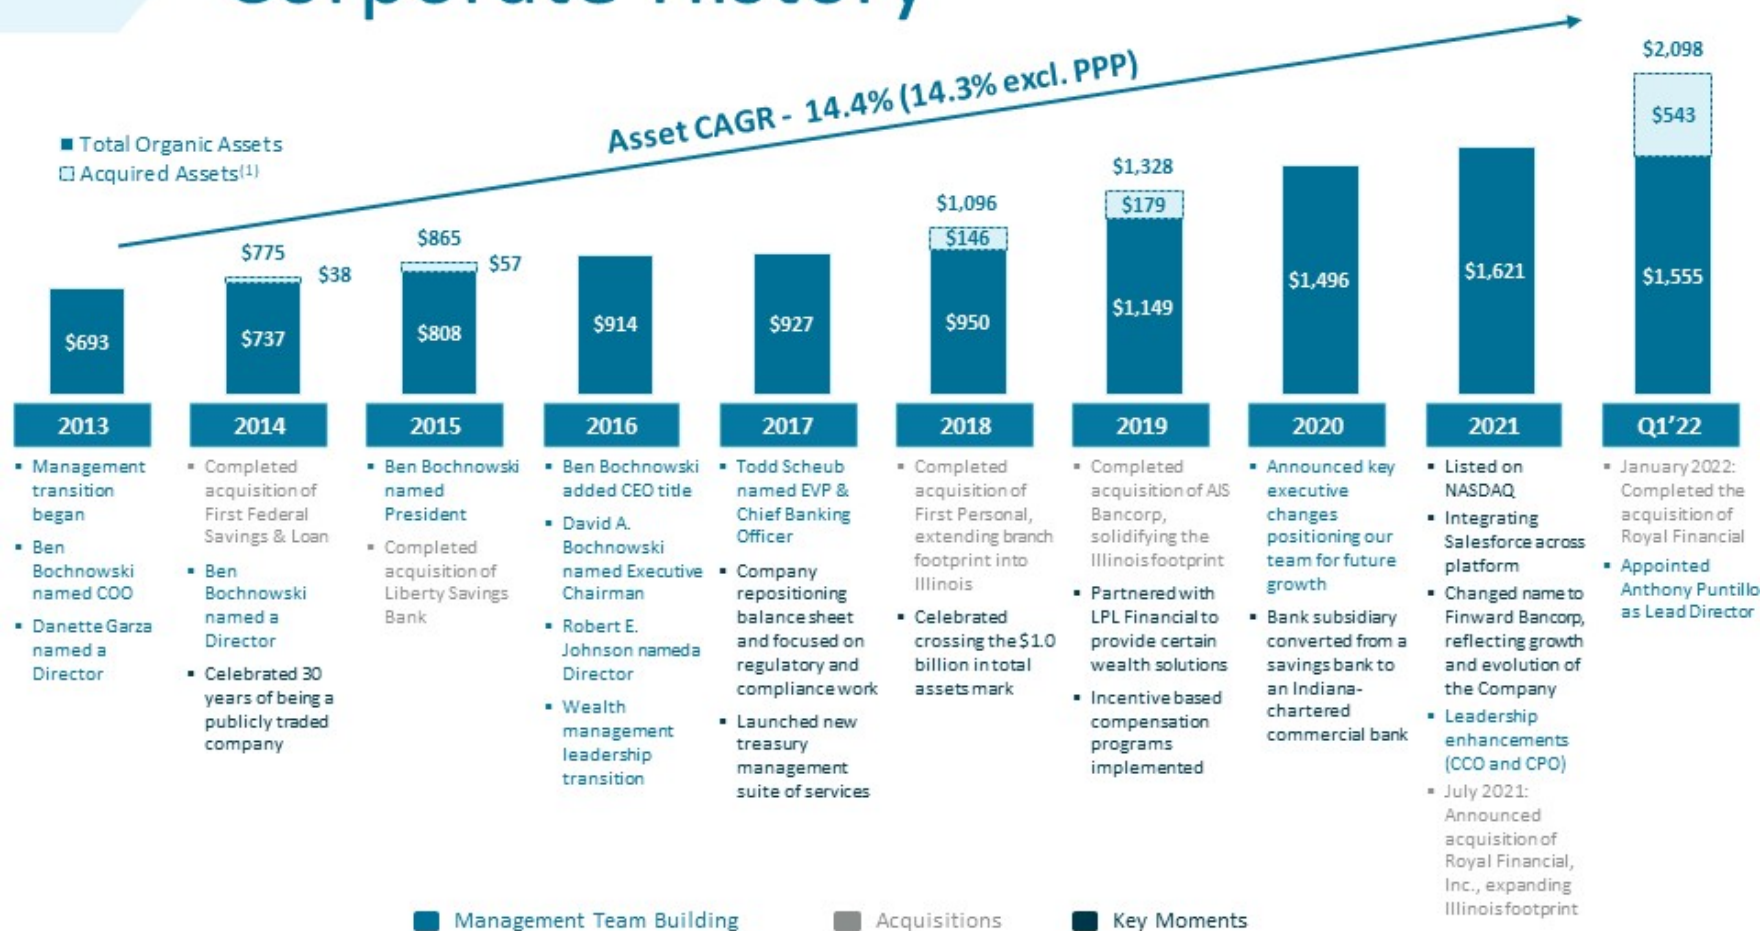 Corporate History
Asset CAGR - 14.4% (14.3% excl. PPP)
■ Total Organic Assets
Acquired Assets(1)
$693
$775
$38
$737
$865
$57
$808
$914
$927
$1,096
$146
$950
$1,328
$179
$1,149
$1,496
$1,621
$2,098
$543
$1,555
2013
▪ Management
transition
began
▪ Ben
Bochnowski
named COO
▪ Danette Garza
named a
Director
2014
▪ Completed
acquisition of
First Federal
Savings & Loan
▪ Ben
Bochnowski
named a
Director
▪ Celebrated 30
years of being a
publicly traded
company
2015
▪ Ben Bochnowski
named
President
▪ Completed
acquisition of
Liberty Savings
Bank
2016
▪ Ben Bochnowski
added CEO title
▪ David A.
Bochnowski
named Executive
Chairman
▪ Robert E.
Johnson named a
Director
▪ Wealth
management
leadership
transition
2017
▪ Todd Scheub
named EVP &
Chief Banking
Officer
▪ Company
repositioning
balance sheet
and focused on
regulatory and
compliance work
▪ Launched new
treasury
management
suite of services
2018
▪ Completed
acquisition of
First Personal,
extending branch
footprint into
Illinois
▪ Celebrated
crossing the $1.0
billion in total
assets mark
2019
▪ Completed
acquisition of AJS
Bancorp,
solidifying the
Illinois footprint
▪ Partnered with
LPL Financial to
provide certain
wealth solutions
▪ Incentive based
compensation
programs
implemented
2020
▪ Announced key
executive
changes
positioning our
team for future
growth
▪ Bank subsidiary
converted from a
savings bank to
an Indiana-
chartered
commercial bank
2021
▪ Listed on
NASDAQ
▪ Integrating
Salesforce across
platform
▪ Changed name to
Finward Bancorp,
reflecting growth
and evolution of
the Company
▪ Leadership
enhancements
(CCO and CPO)
▪ July 2021:
Announced
acquisition of
Royal Financial,
Inc., expanding
Illinois footprint
Q1'22
▪ January 2022:
Completed the
acquisition of
Royal Financial
▪ Appointed
Anthony Puntillo
as Lead Director
Management Team Building
Acquisitions
Key Moments